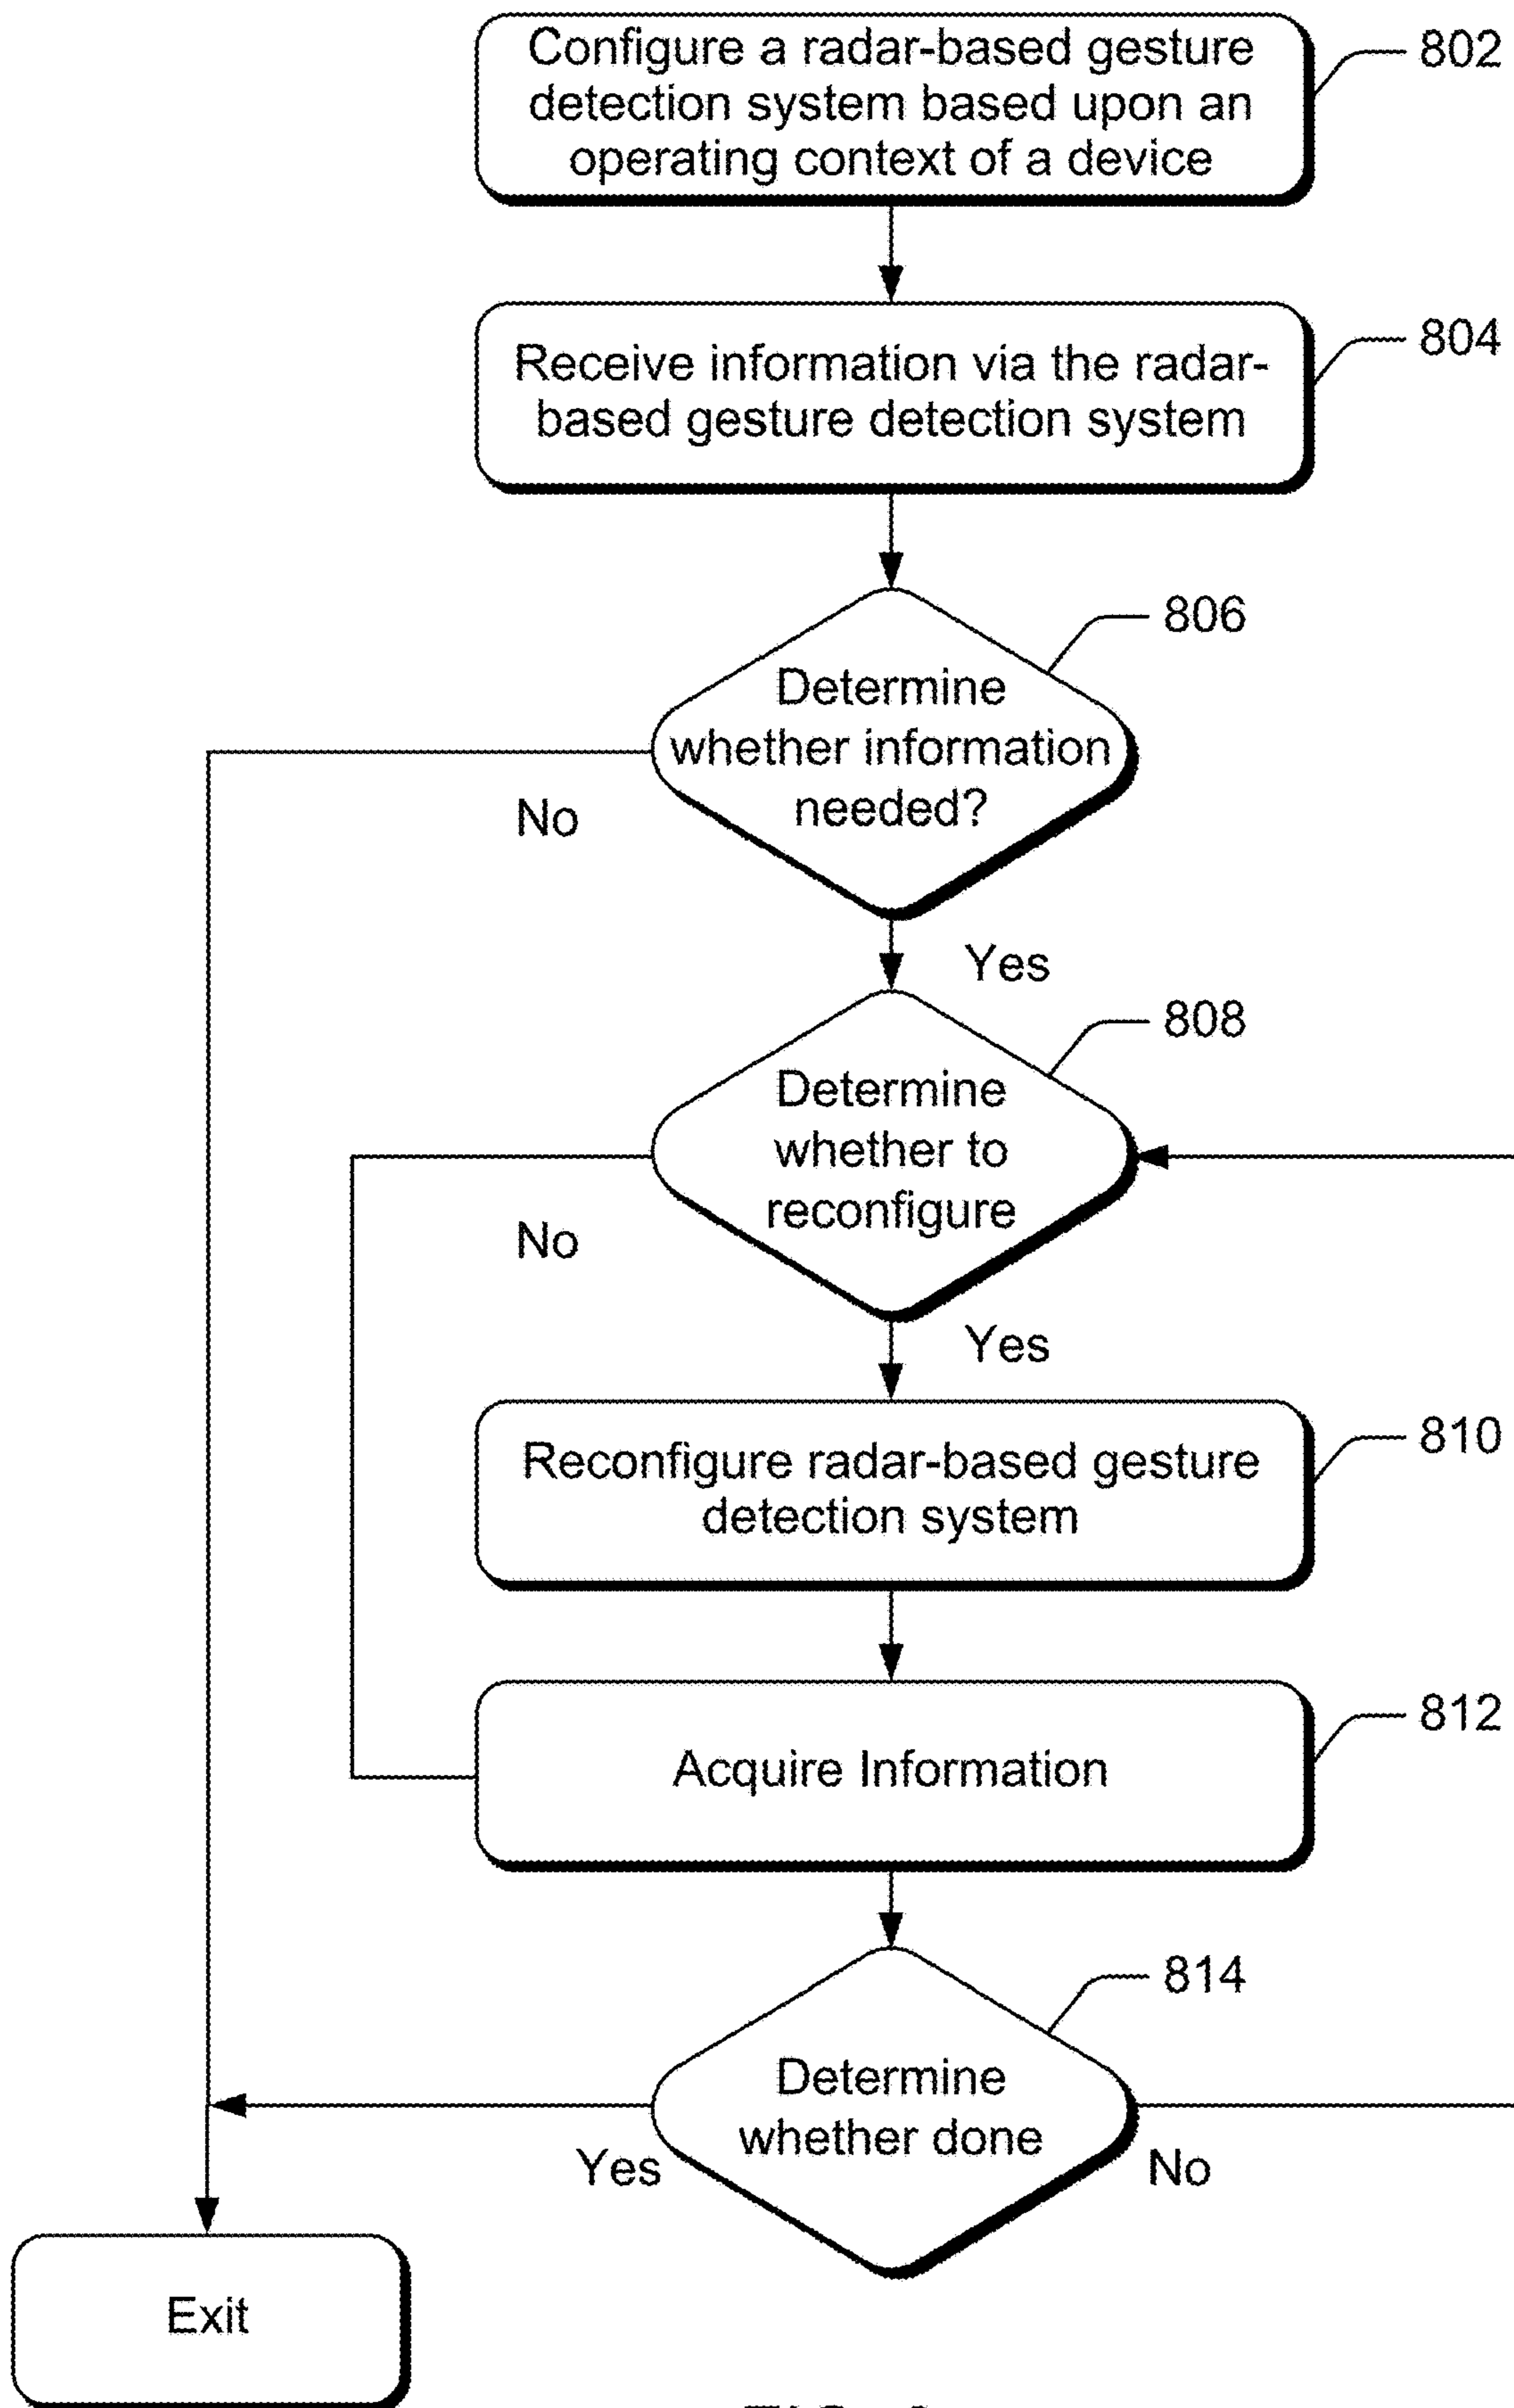 Configure a radar-based gesture
detection system based upon an
operating context of a device
802
Receive information via the radar-
based gesture detection system
804
806
Determine
whether information
needed?
No
Yes
808
Determine
whether to
reconfigure
No
Yes
Reconfigure radar-based gesture
detection system
810
Acquire Information
812
814
Determine
whether done
Yes
No
Exit